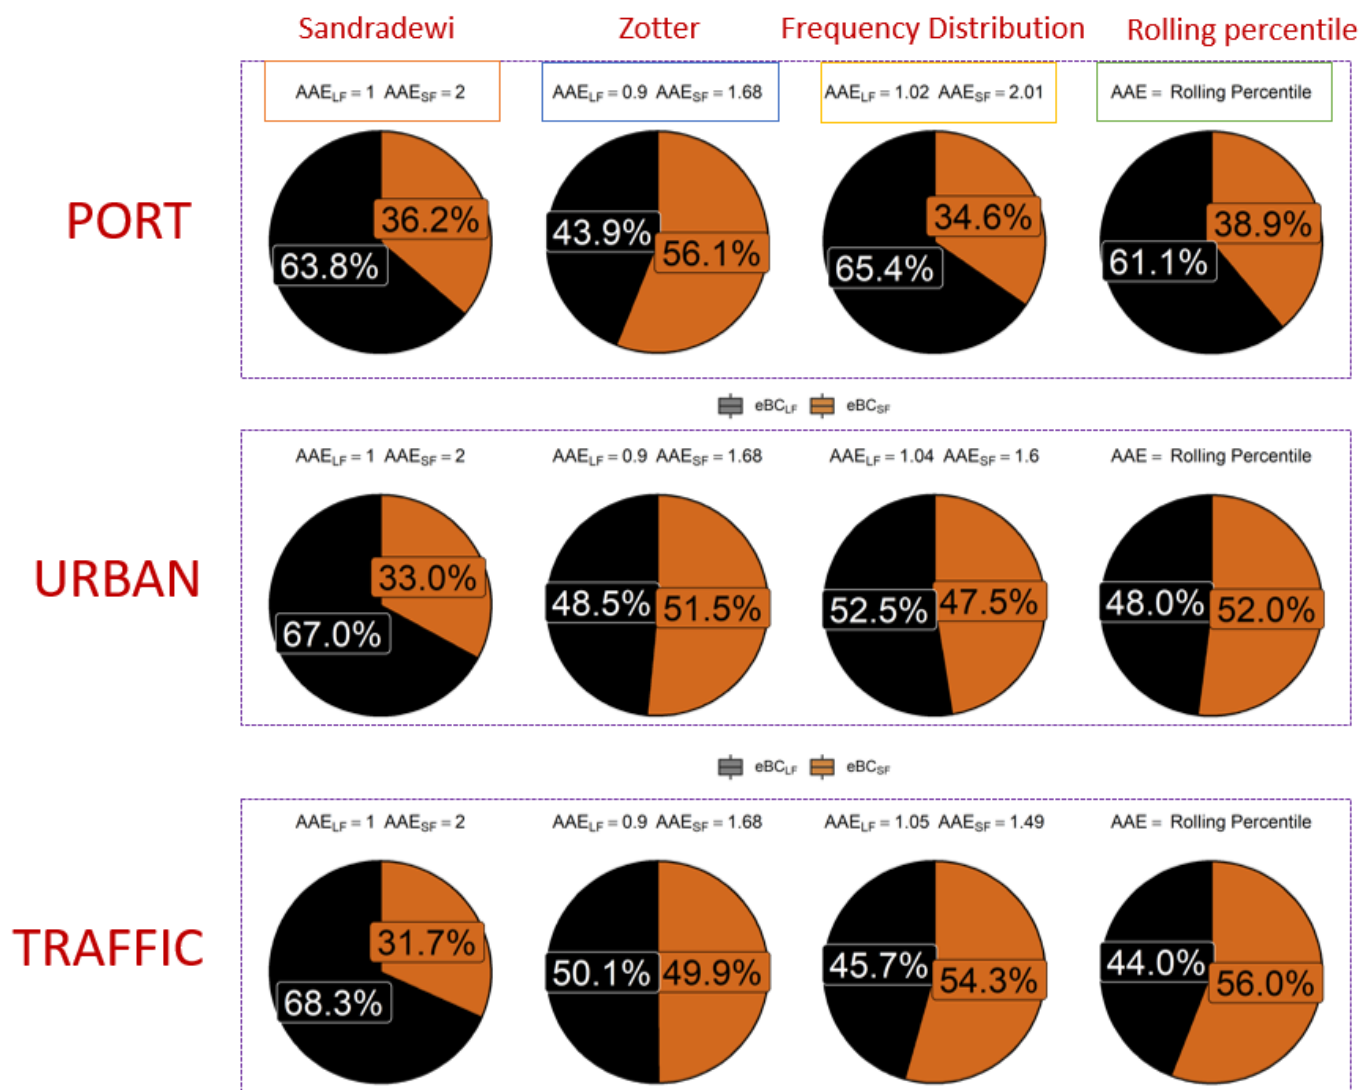 Sandradewi Zotter Frequency Distribution Rolling percentile
AAE_LF = 1 AAE_SF = 2 AAE_LF = 0.9 AAE_SF = 1.68 AAE_LF = 1.02 AAE_SF = 2.01 AAE = Rolling Percentile
PORT
36.2% 63.8% 43.9% 56.1% 34.6% 65.4% 38.9% 61.1%
eBC_LF eBC_SF
AAE_LF = 1 AAE_SF = 2 AAE_LF = 0.9 AAE_SF = 1.68 AAE_LF = 1.04 AAE_SF = 1.6 AAE = Rolling Percentile
URBAN
33.0% 67.0% 48.5% 51.5% 52.5% 47.5% 48.0% 52.0%
eBC_LF eBC_SF
AAE_LF = 1 AAE_SF = 2 AAE_LF = 0.9 AAE_SF = 1.68 AAE_LF = 1.05 AAE_SF = 1.49 AAE = Rolling Percentile
TRAFFIC
31.7% 68.3% 50.1% 49.9% 45.7% 54.3% 44.0% 56.0%